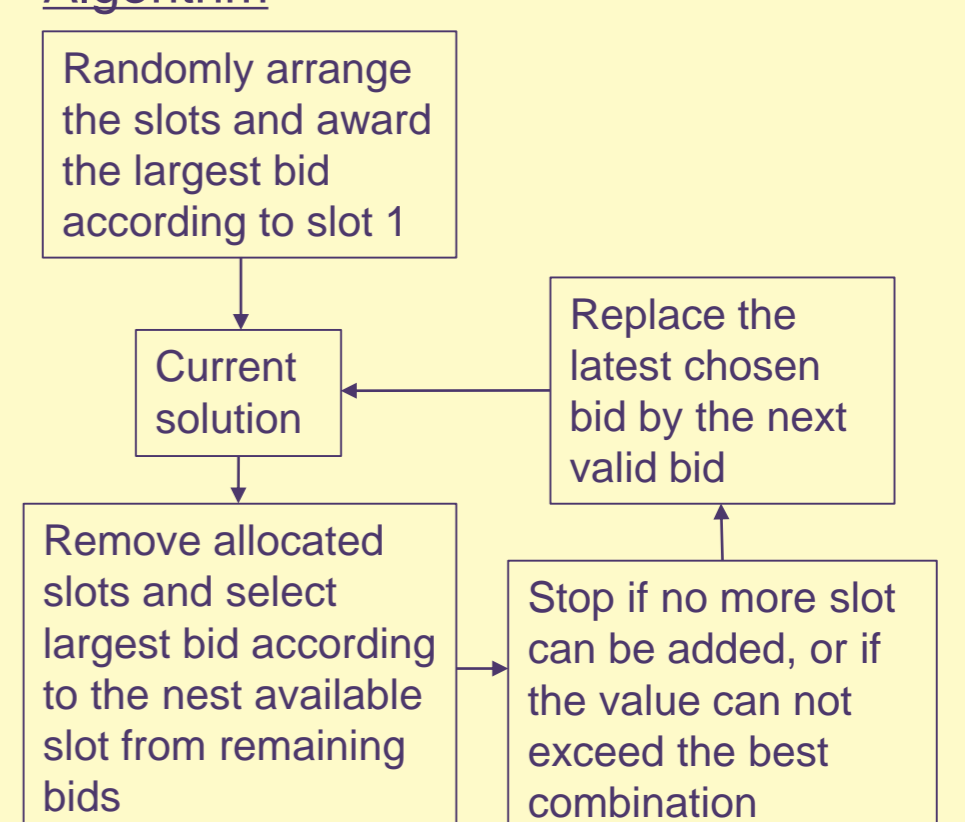 Algorithm
Randomly arrange
the slots and award
the largest bid
according to slot 1
Current
solution
Replace the
latest chosen
bid by the next
valid bid
Remove allocated
slots and select
largest bid according
to the nest available
slot from remaining
bids
Stop if no more slot
can be added, or if
the value can not
exceed the best
combination